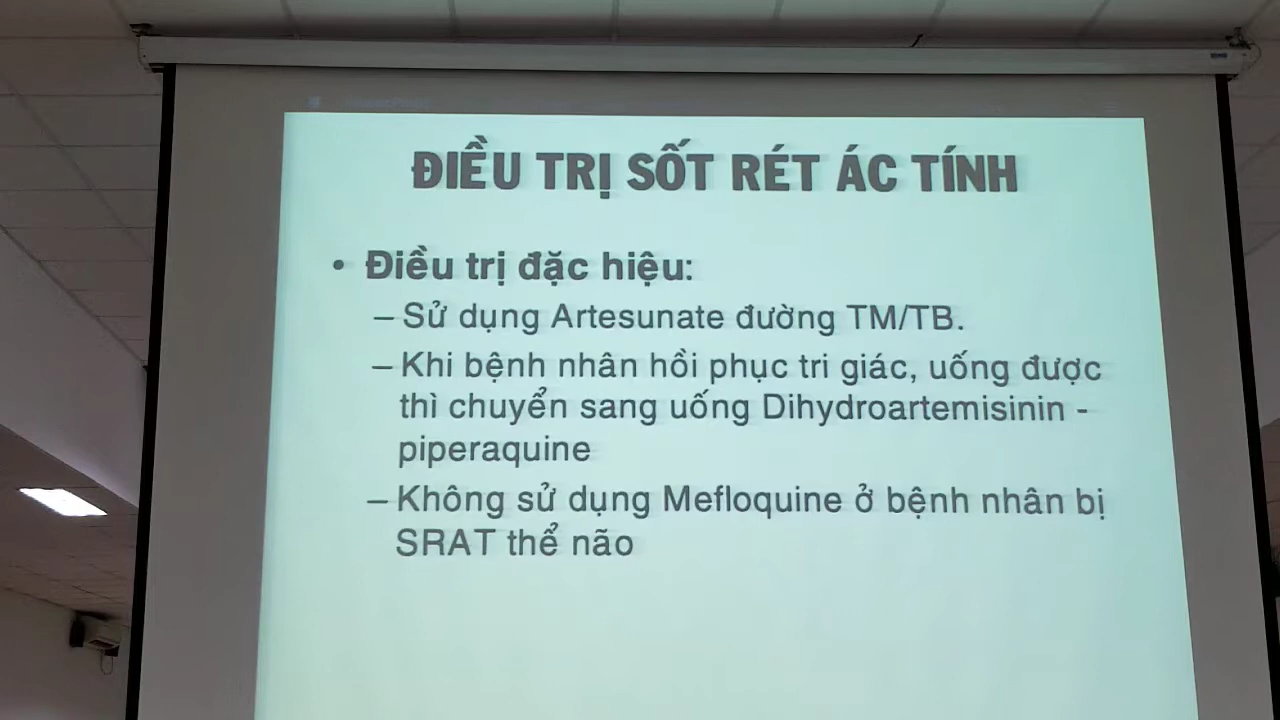 ĐIỀU TRỊ SỐT RÉT ÁC TÍNH
• Điều trị đặc hiệu:
– Sử dụng Artesunate đường TM/TB.
– Khi bệnh nhân hồi phục tri giác, uống được
thì chuyển sang uống Dihydroartemisinin -
piperaquine
– Không sử dụng Mefloquine ở bệnh nhân bị
SRAT thể não